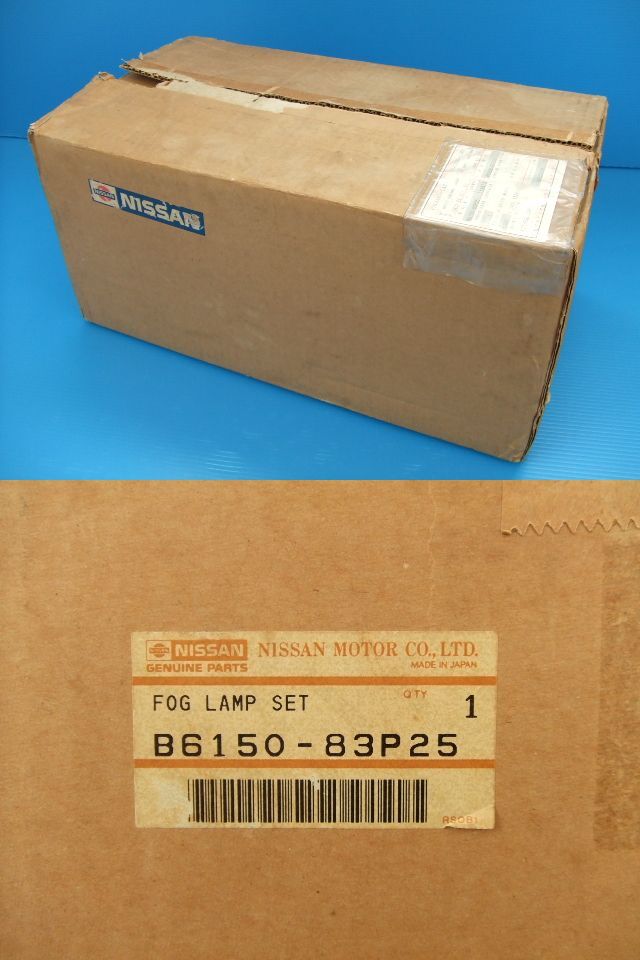 NISSAN
NISSAN
GENUINE PARTS
NISSAN MOTOR CO., LTD.
MADE IN JAPAN
FOG LAMP SET
QTY
1
B6150-83P25